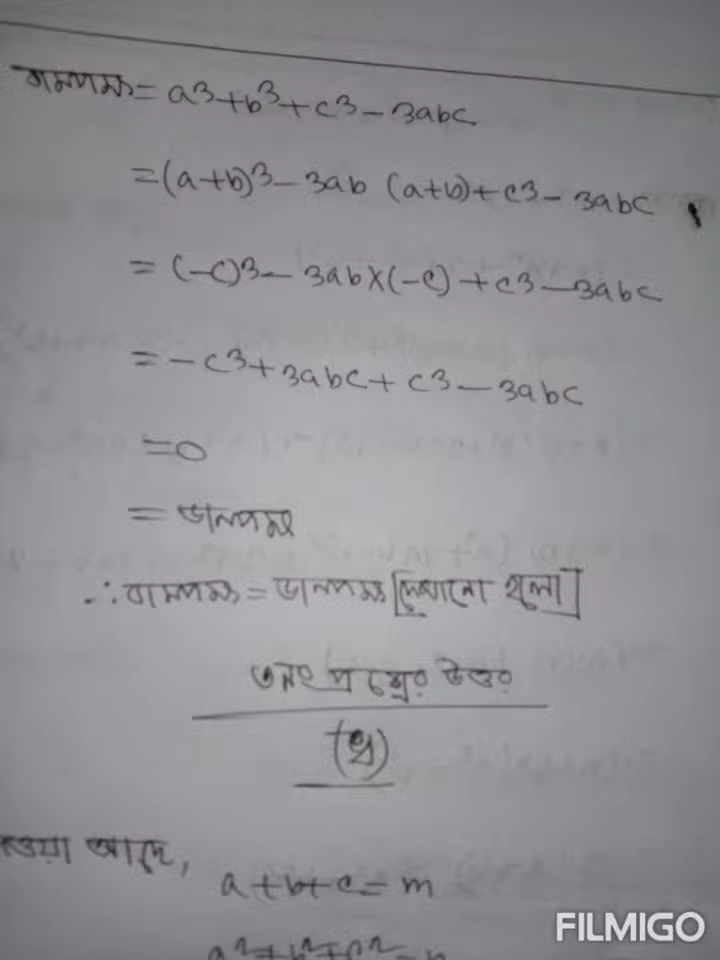 বামপক্ষ = a³+b³+c³-3abc
=(a+b)³-3ab (a+b)+c³-3abc
= (-c)³-3ab×(-c)+c³-3abc
= -c³+3abc+c³-3abc
=0
= ডানপক্ষ
∴ বামপক্ষ = ডানপক্ষ [দেখানো হলো]
৩নং প্রশ্নের উত্তর
(খ)
আছে,
a+b+c=m
FILMIGO